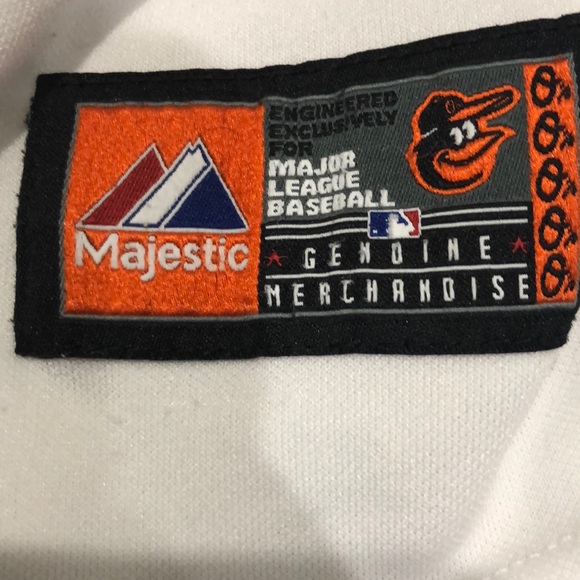 Majestic
ENGINEERED
EXCLUSIVELY
FOR
MAJOR
LEAGUE
BASEBALL
GENUINE
MERCHANDISE
O's
O's
O's
O's
O's